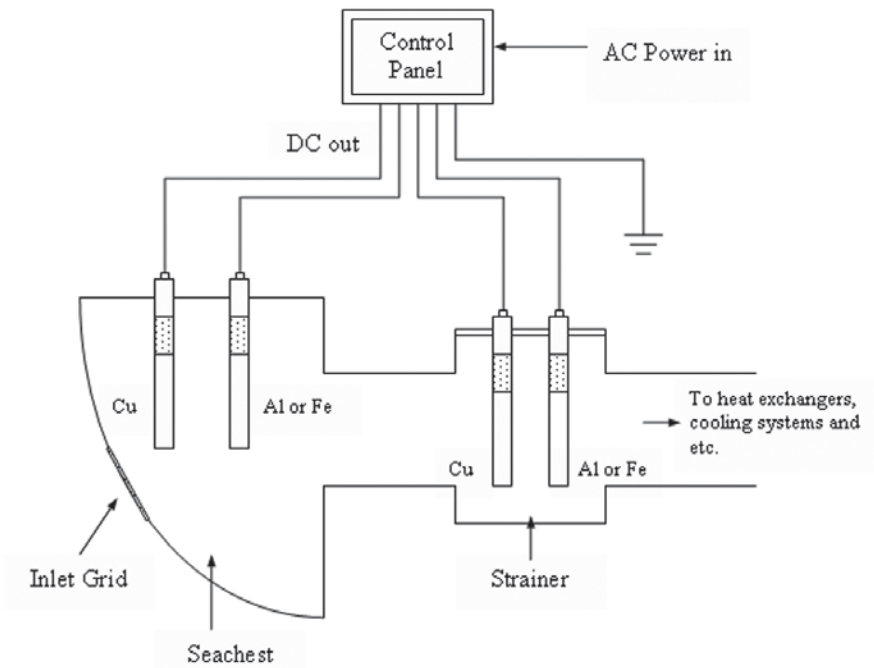 Control
Panel
AC Power in
DC out
Cu
Al or Fe
To heat exchangers,
cooling systems and
etc.
Cu
Al or Fe
Inlet Grid
Strainer
Seachest